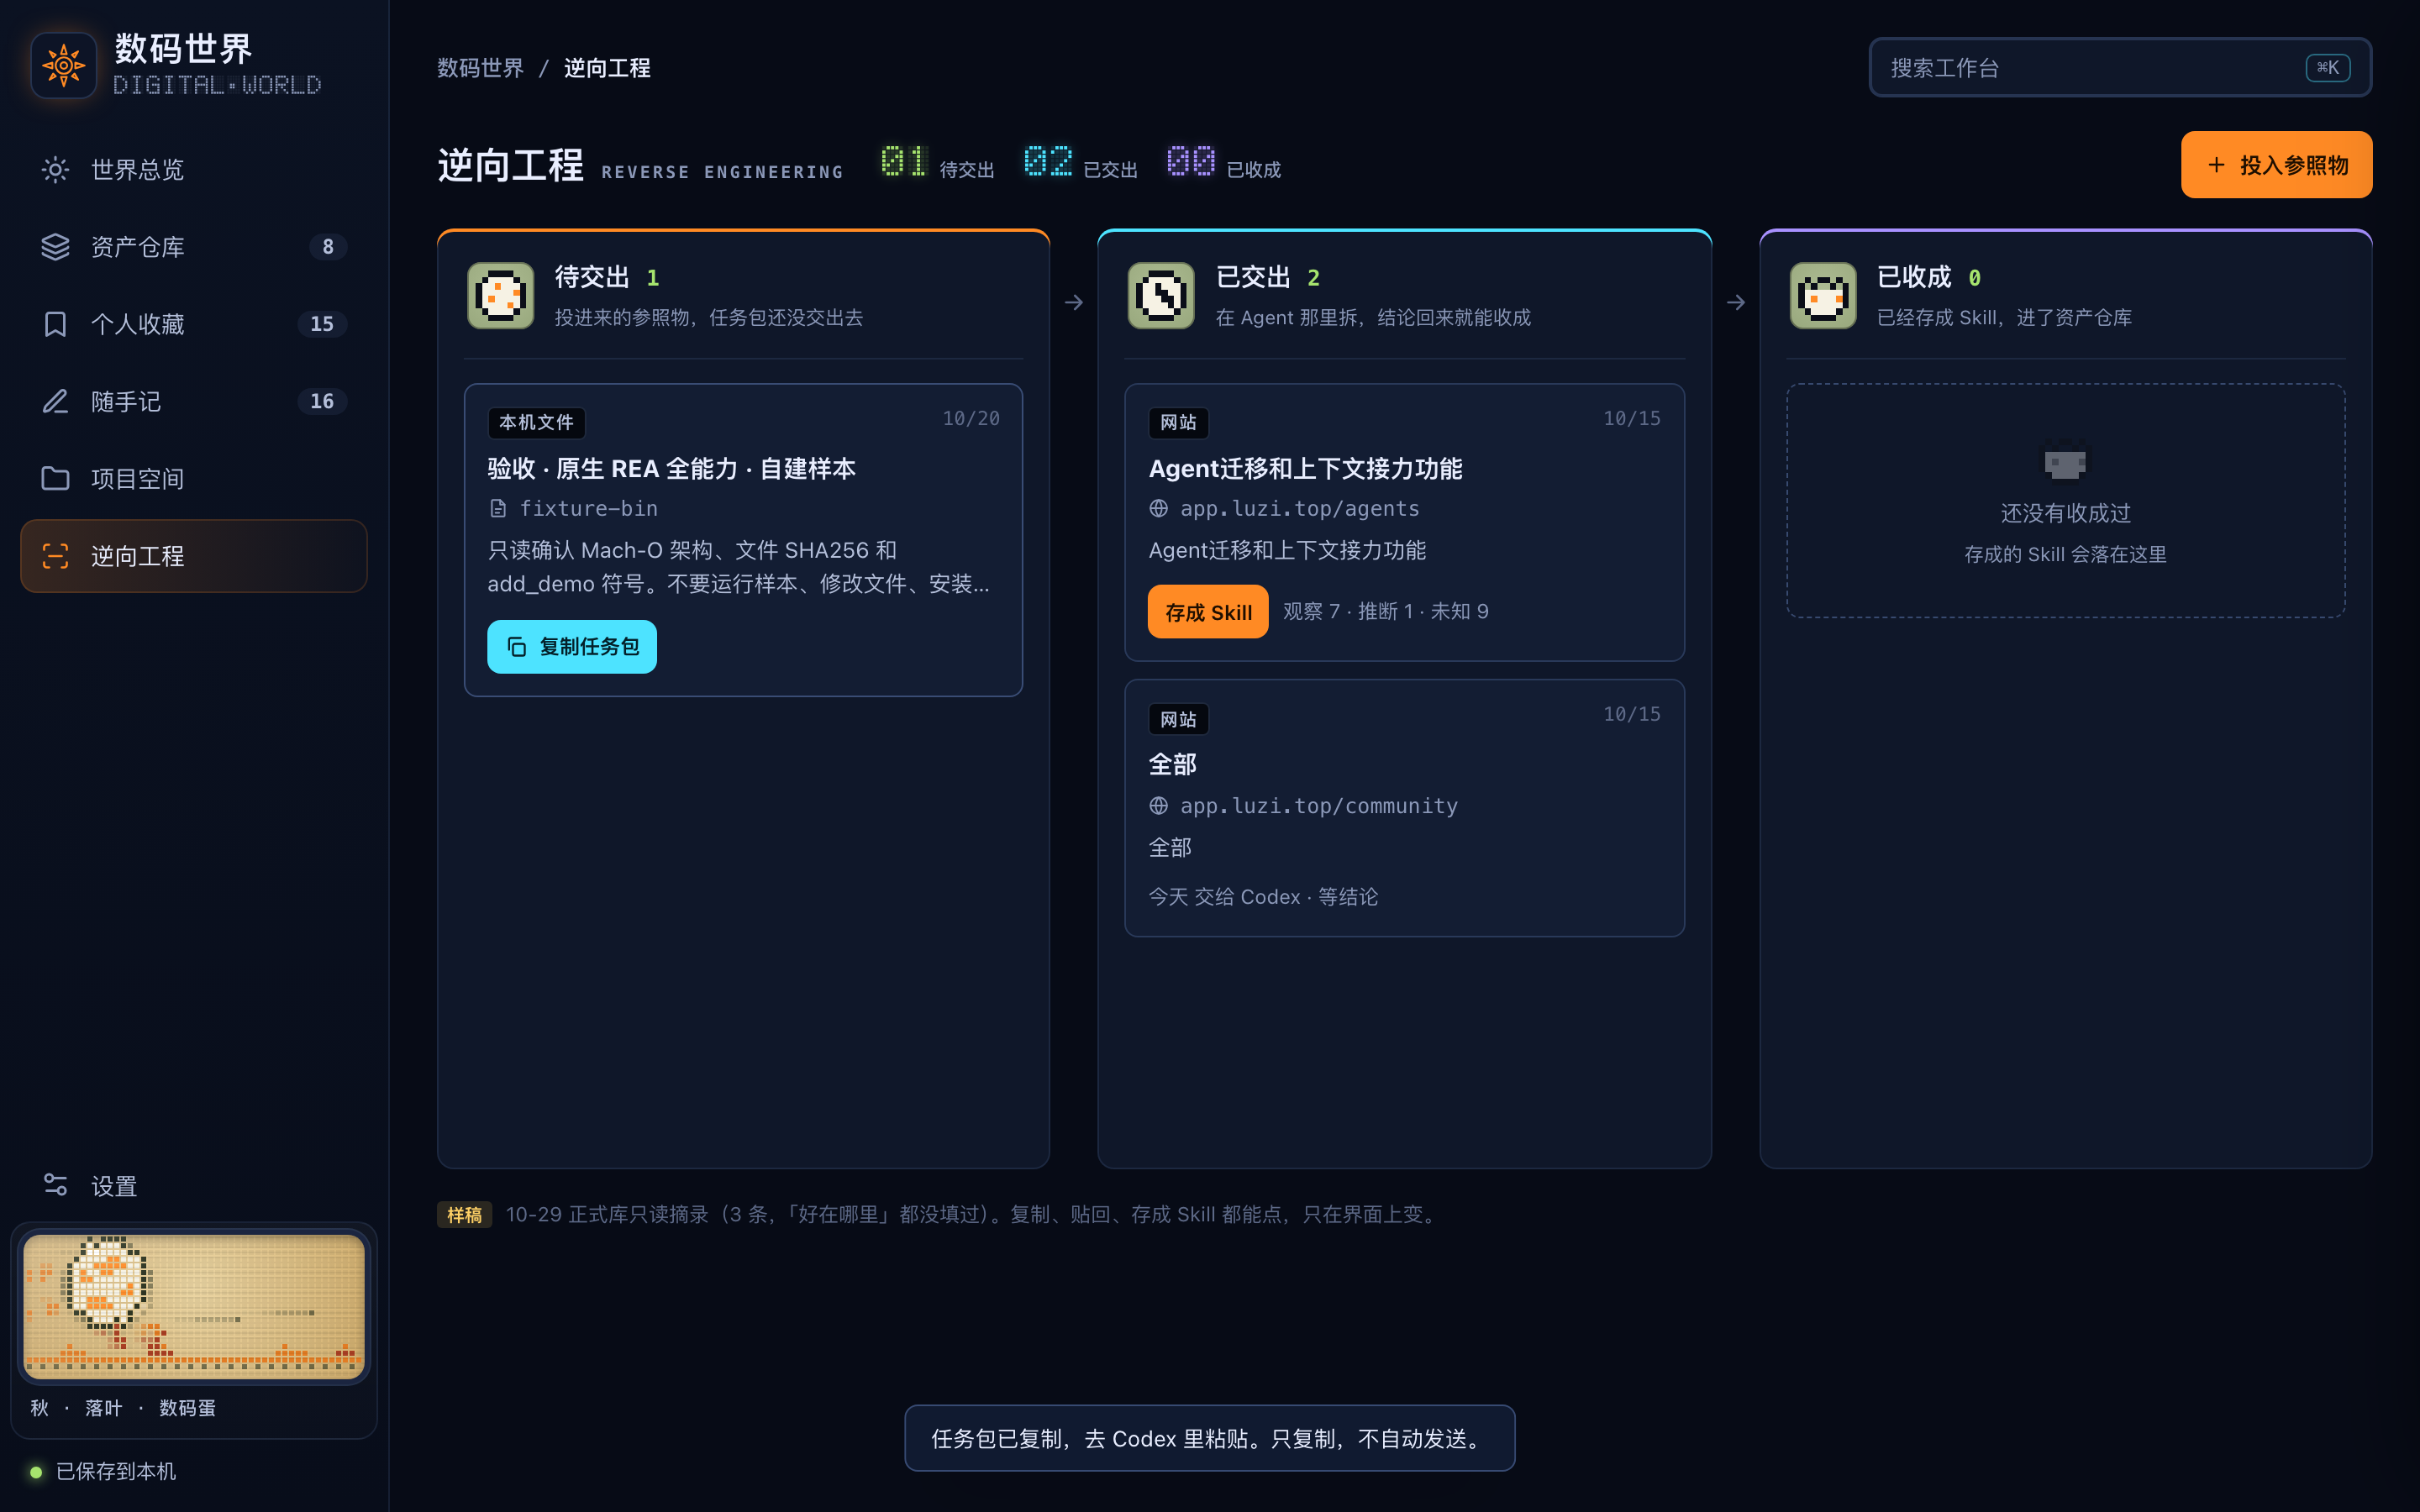 数码世界
DIGITAL·WORLD
世界总览
资产仓库 8
个人收藏 15
随手记 16
项目空间
逆向工程
设置
秋 · 落叶 · 数码蛋
已保存到本机
数码世界 / 逆向工程
搜索工作台 ⌘K
逆向工程 REVERSE ENGINEERING 01 待交出 02 已交出 00 已收成
+ 投入参照物
待交出 1
投进来的参照物，任务包还没交出去
本机文件 10/20
验收 · 原生 REA 全能力 · 自建样本
fixture-bin
只读确认 Mach-O 架构、文件 SHA256 和
add_demo 符号。不要运行样本、修改文件、安装…
复制任务包
→
已交出 2
在 Agent 那里拆，结论回来就能收成
网站 10/15
Agent迁移和上下文接力功能
app.luzi.top/agents
Agent迁移和上下文接力功能
存成 Skill 观察 7 · 推断 1 · 未知 9
网站 10/15
全部
app.luzi.top/community
全部
今天 交给 Codex · 等结论
→
已收成 0
已经存成 Skill，进了资产仓库
还没有收成过
存成的 Skill 会落在这里
样稿 10-29 正式库只读摘录（3 条，「好在哪里」都没填过）。复制、贴回、存成 Skill 都能点，只在界面上变。
任务包已复制，去 Codex 里粘贴。只复制，不自动发送。